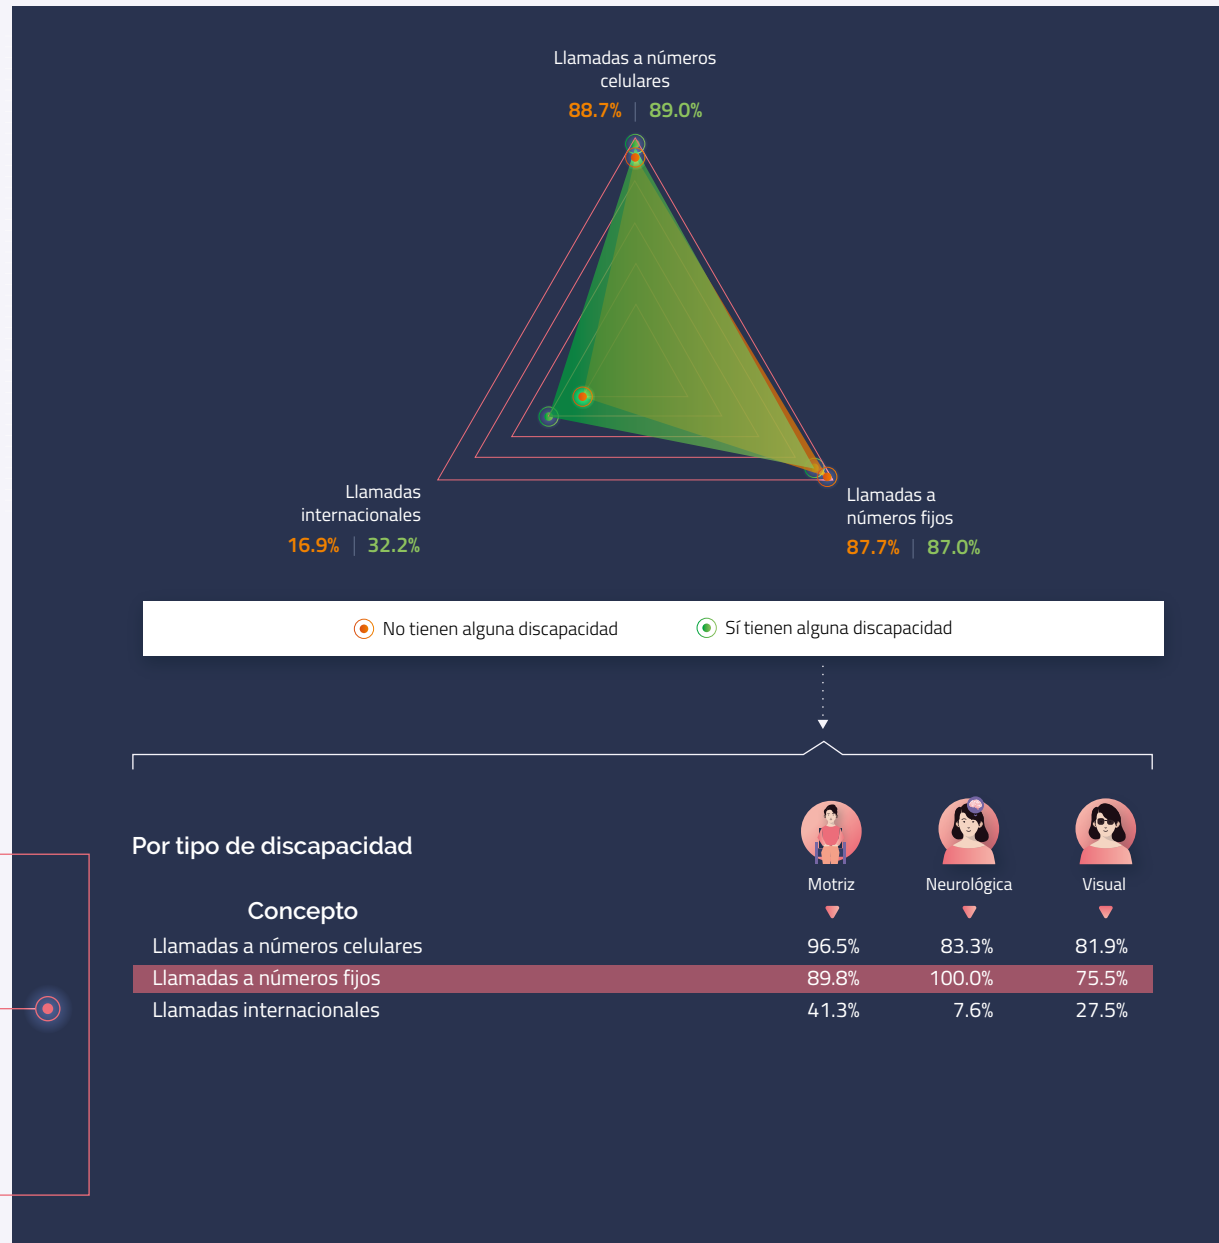 Llamadas a números
celulares
88.7% | 89.0%
Llamadas
internacionales
16.9% | 32.2%
Llamadas a
números fijos
87.7% | 87.0%
No tienen alguna discapacidad
Sí tienen alguna discapacidad
Por tipo de discapacidad
Motriz Neurológica Visual
Concepto
Llamadas a números celulares 96.5% 83.3% 81.9%
Llamadas a números fijos 89.8% 100.0% 75.5%
Llamadas internacionales 41.3% 7.6% 27.5%